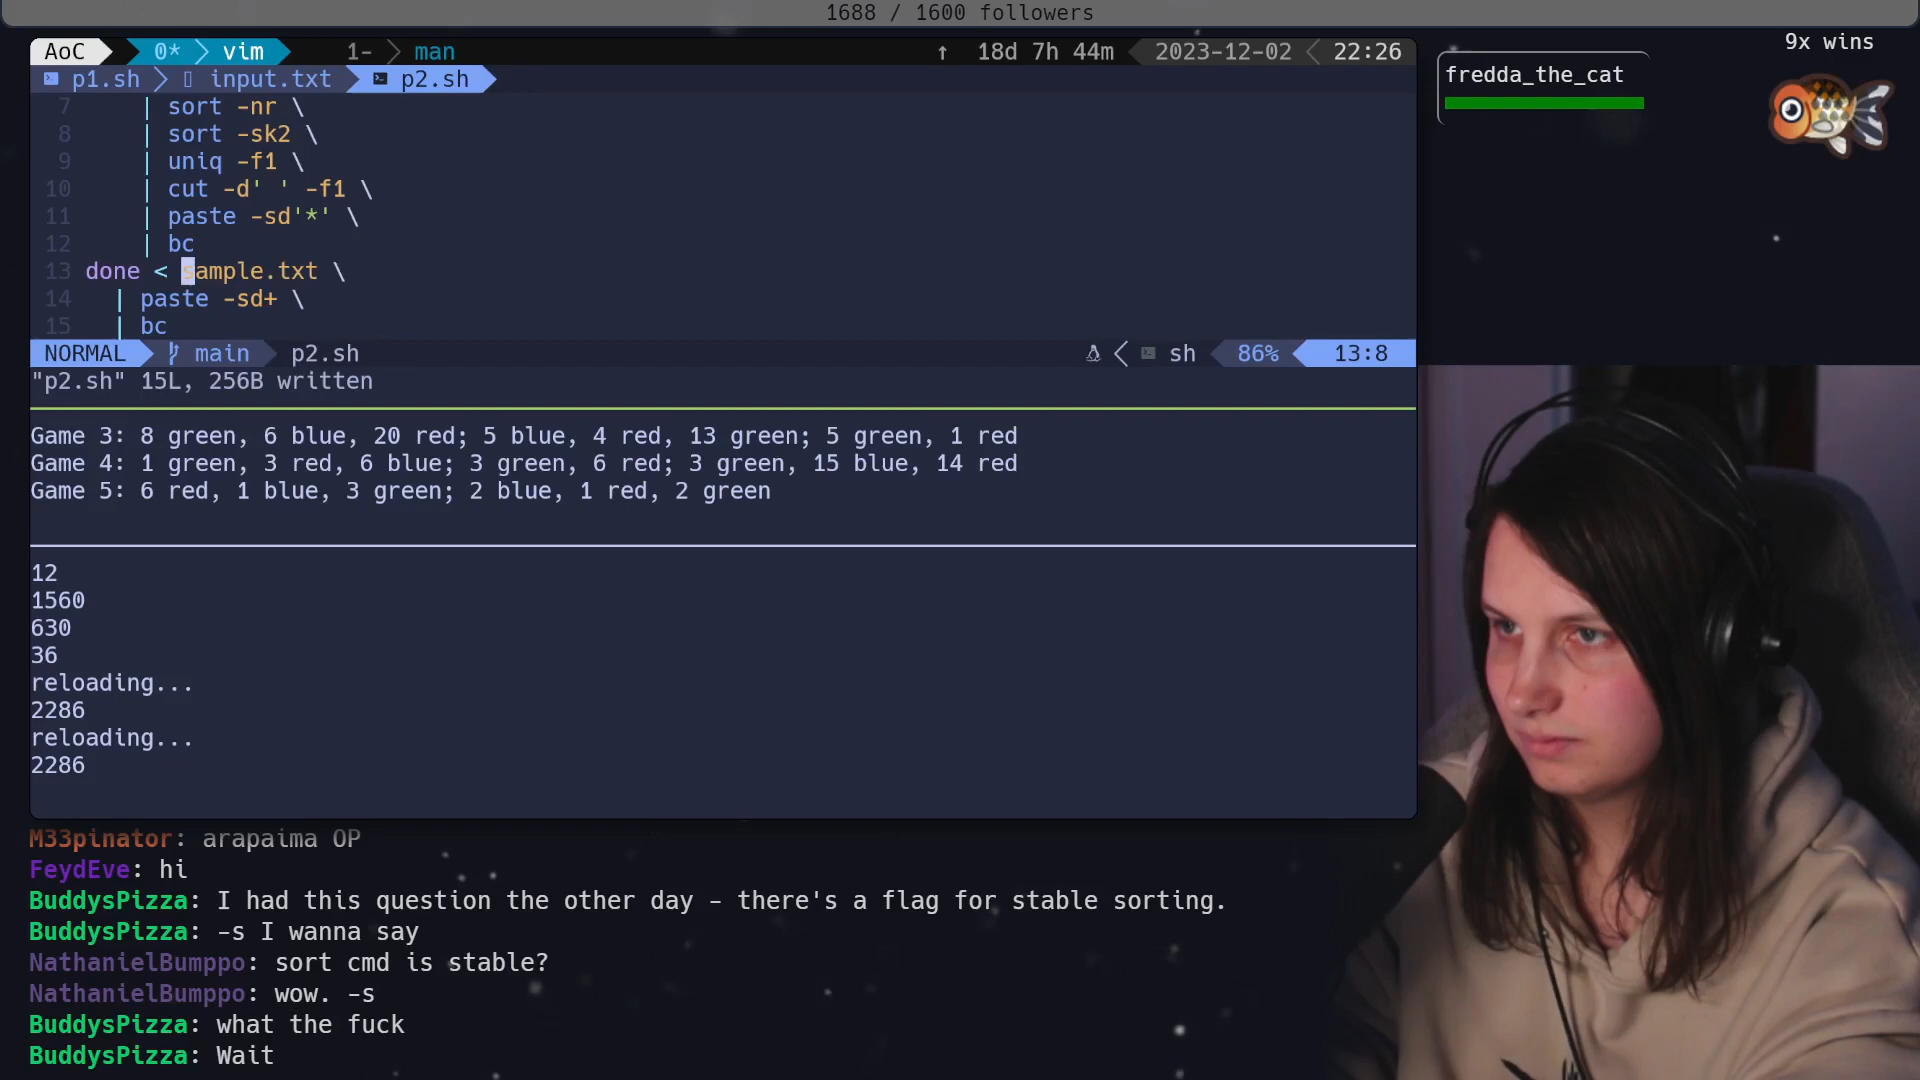 1688 / 1600 followers
AoC 0* vim 1- man ↑ 18d 7h 44m 2023-12-02 22:26
9x wins
p1.sh input.txt p2.sh
fredda_the_cat
7 | sort -nr \
8 | sort -sk2 \
9 | uniq -f1 \
10 | cut -d' ' -f1 \
11 | paste -sd'*' \
12 | bc
13 done < sample.txt \
14 | paste -sd+ \
15 | bc
NORMAL main p2.sh sh 86% 13:8
"p2.sh" 15L, 256B written
Game 3: 8 green, 6 blue, 20 red; 5 blue, 4 red, 13 green; 5 green, 1 red
Game 4: 1 green, 3 red, 6 blue; 3 green, 6 red; 3 green, 15 blue, 14 red
Game 5: 6 red, 1 blue, 3 green; 2 blue, 1 red, 2 green
12
1560
630
36
reloading...
2286
reloading...
2286
M33pinator: arapaima OP
FeydEve: hi
BuddysPizza: I had this question the other day - there's a flag for stable sorting.
BuddysPizza: -s I wanna say
NathanielBumppo: sort cmd is stable?
NathanielBumppo: wow. -s
BuddysPizza: what the fuck
BuddysPizza: Wait